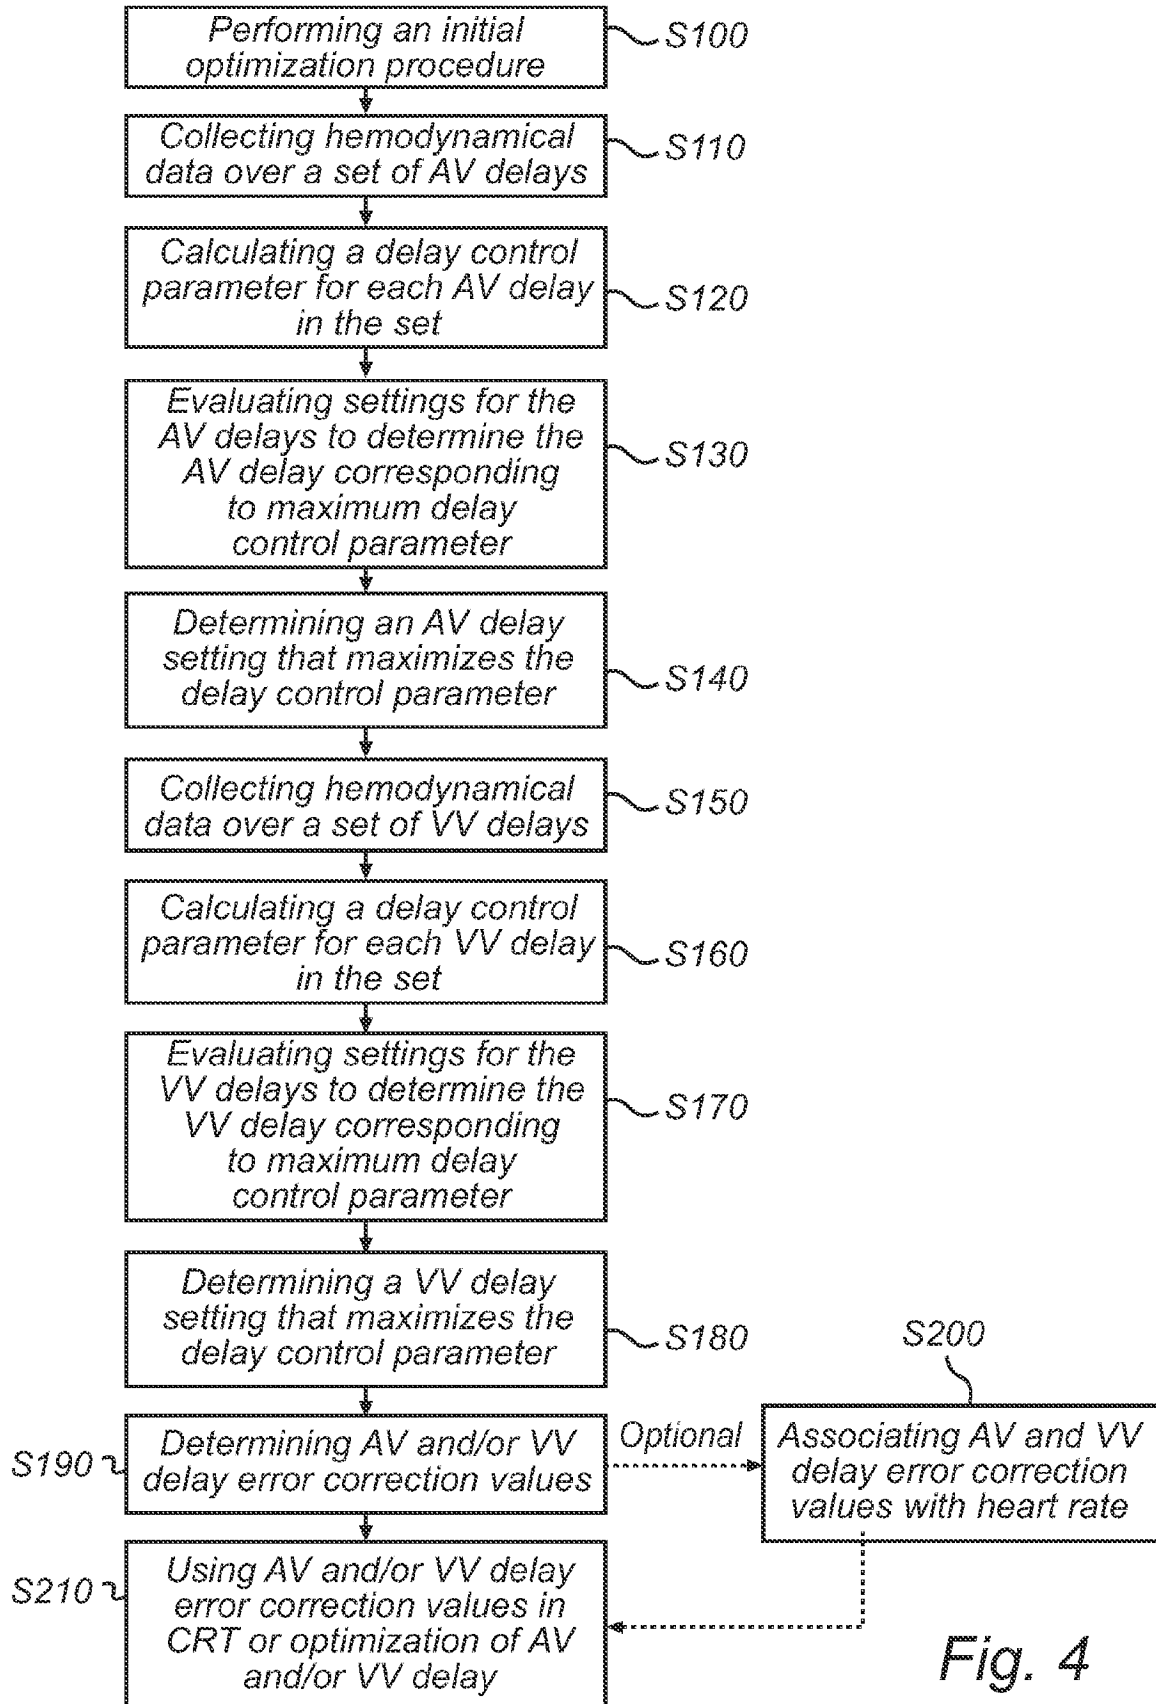 Performing an initial
optimization procedure
S100
Collecting hemodynamical
data over a set of AV delays
S110
Calculating a delay control
parameter for each AV delay
in the set
S120
Evaluating settings for the
AV delays to determine the
AV delay corresponding
to maximum delay
control parameter
S130
Determining an AV delay
setting that maximizes the
delay control parameter
S140
Collecting hemodynamical
data over a set of VV delays
S150
Calculating a delay control
parameter for each VV delay
in the set
S160
Evaluating settings for the
VV delays to determine the
VV delay corresponding
to maximum delay
control parameter
S170
Determining a VV delay
setting that maximizes the
delay control parameter
S180
S190
Determining AV and/or VV
delay error correction values
Optional
S200
Associating AV and VV
delay error correction
values with heart rate
S210
Using AV and/or VV delay
error correction values in
CRT or optimization of AV
and/or VV delay
Fig. 4